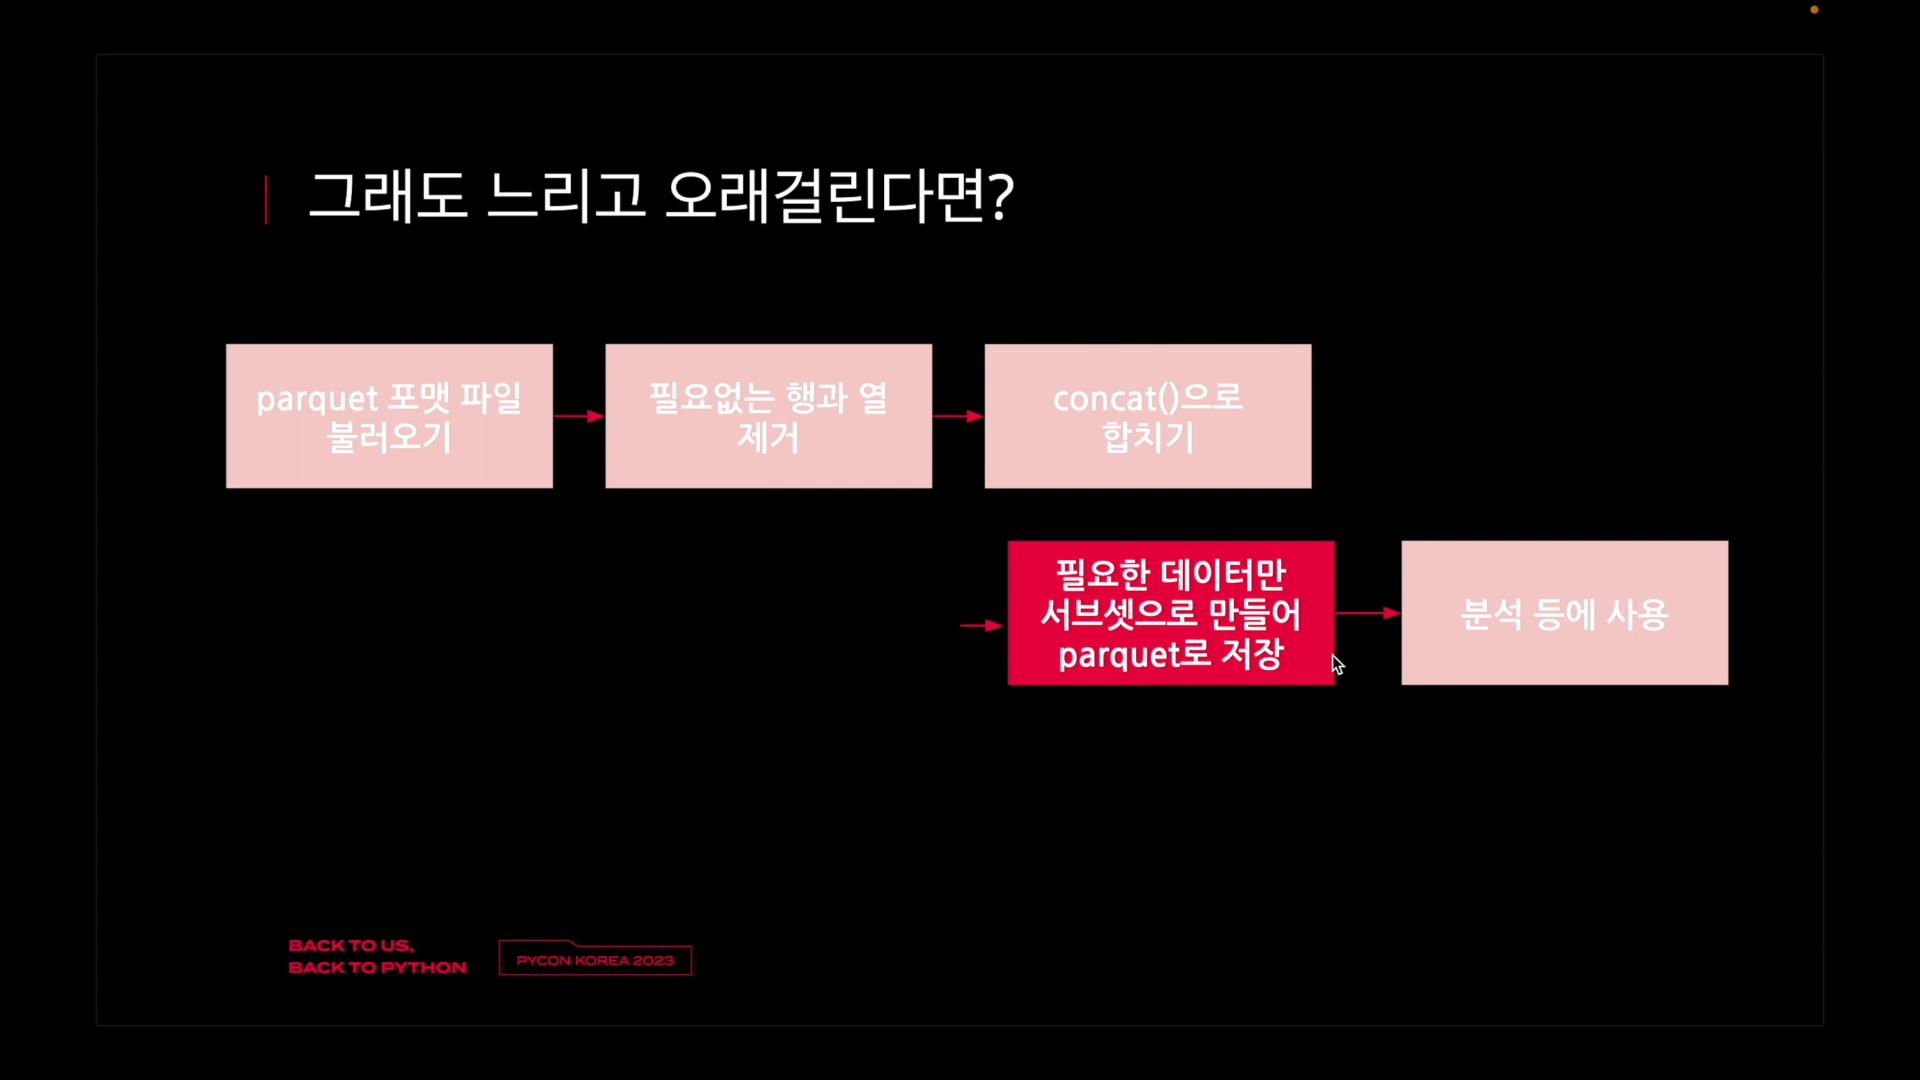 그래도 느리고 오래걸린다면?
parquet 포맷 파일
불러오기
필요없는 행과 열
제거
concat()으로
합치기
필요한 데이터만
서브셋으로 만들어
parquet로 저장
분석 등에 사용
BACK TO US,
BACK TO PYTHON
PYCON KOREA 2023